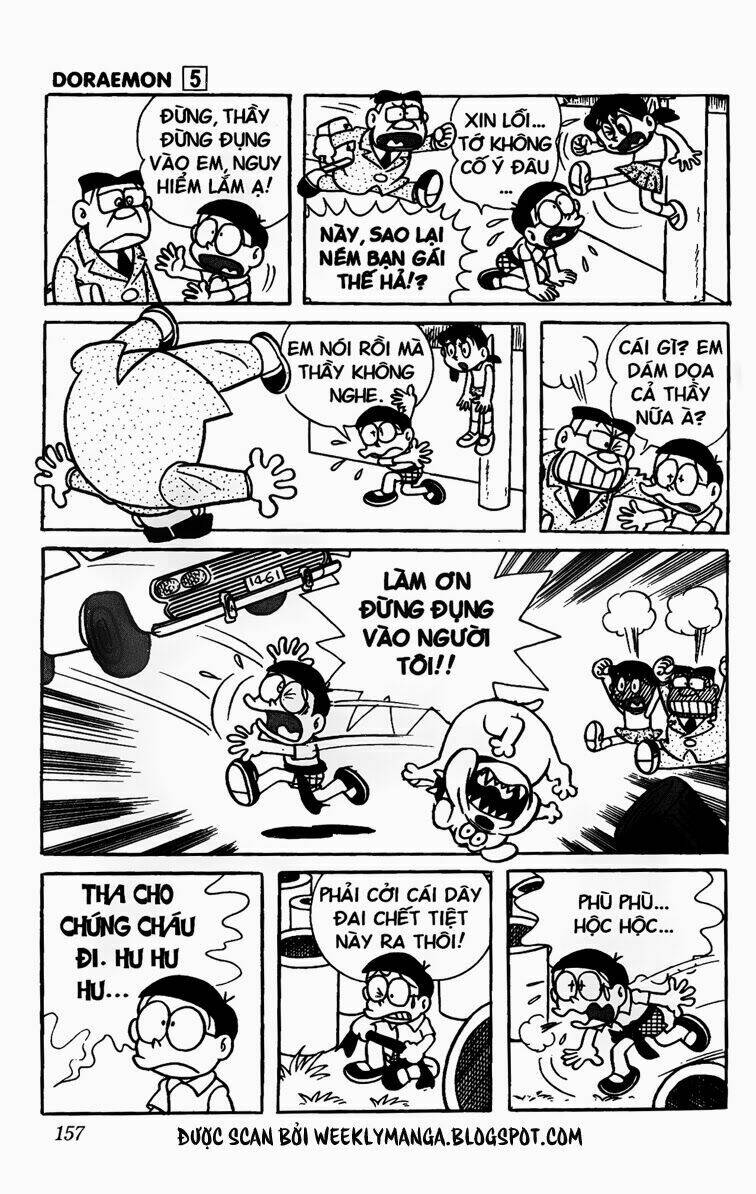 DORAEMON 5
XIN LỖI...
TỚ KHÔNG
CỐ Ý ĐÂU
...
NÀY, SAO LẠI
NÉM BẠN GÁI
THẾ HẢ!?
ĐỪNG, THẦY
ĐỪNG ĐỤNG
VÀO EM, NGUY
HIỂM LẮM Ạ!
CÁI GÌ? EM
DÁM DỌA
CẢ THẦY
NỮA À?
EM NÓI RỒI MÀ
THẦY KHÔNG
NGHE.
LÀM ƠN
ĐỪNG ĐỤNG
VÀO NGƯỜI
TÔI!!
1461
PHÙ PHÙ...
HỘC HỘC...
PHẢI CỞI CÁI DÂY
ĐAI CHẾT TIỆT
NÀY RA THÔI!
THA CHO
CHỨNG CHÁU
ĐI. HU HU
HU...
157
ĐƯỢC SCAN BỞI WEEKLYMANGA.BLOGSPOT.COM